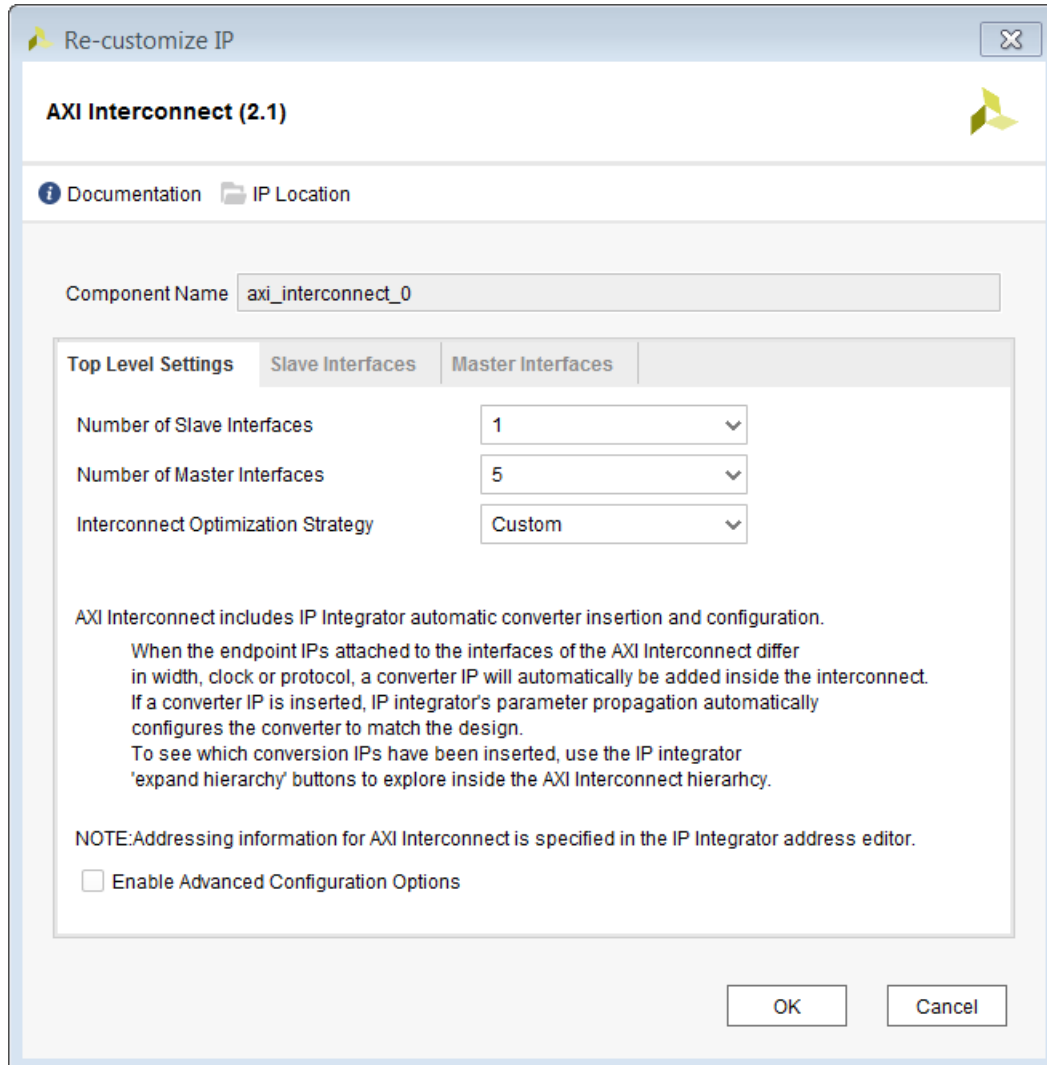 Re-customize IP
AXI Interconnect (2.1)
Documentation IP Location
Component Name axi_interconnect_0
Top Level Settings Slave Interfaces Master Interfaces
Number of Slave Interfaces 1
Number of Master Interfaces 5
Interconnect Optimization Strategy Custom
AXI Interconnect includes IP Integrator automatic converter insertion and configuration.
When the endpoint IPs attached to the interfaces of the AXI Interconnect differ
in width, clock or protocol, a converter IP will automatically be added inside the interconnect.
If a converter IP is inserted, IP integrator's parameter propagation automatically
configures the converter to match the design.
To see which conversion IPs have been inserted, use the IP integrator
'expand hierarchy' buttons to explore inside the AXI Interconnect hierarhcy.
NOTE:Addressing information for AXI Interconnect is specified in the IP Integrator address editor.
Enable Advanced Configuration Options
OK Cancel